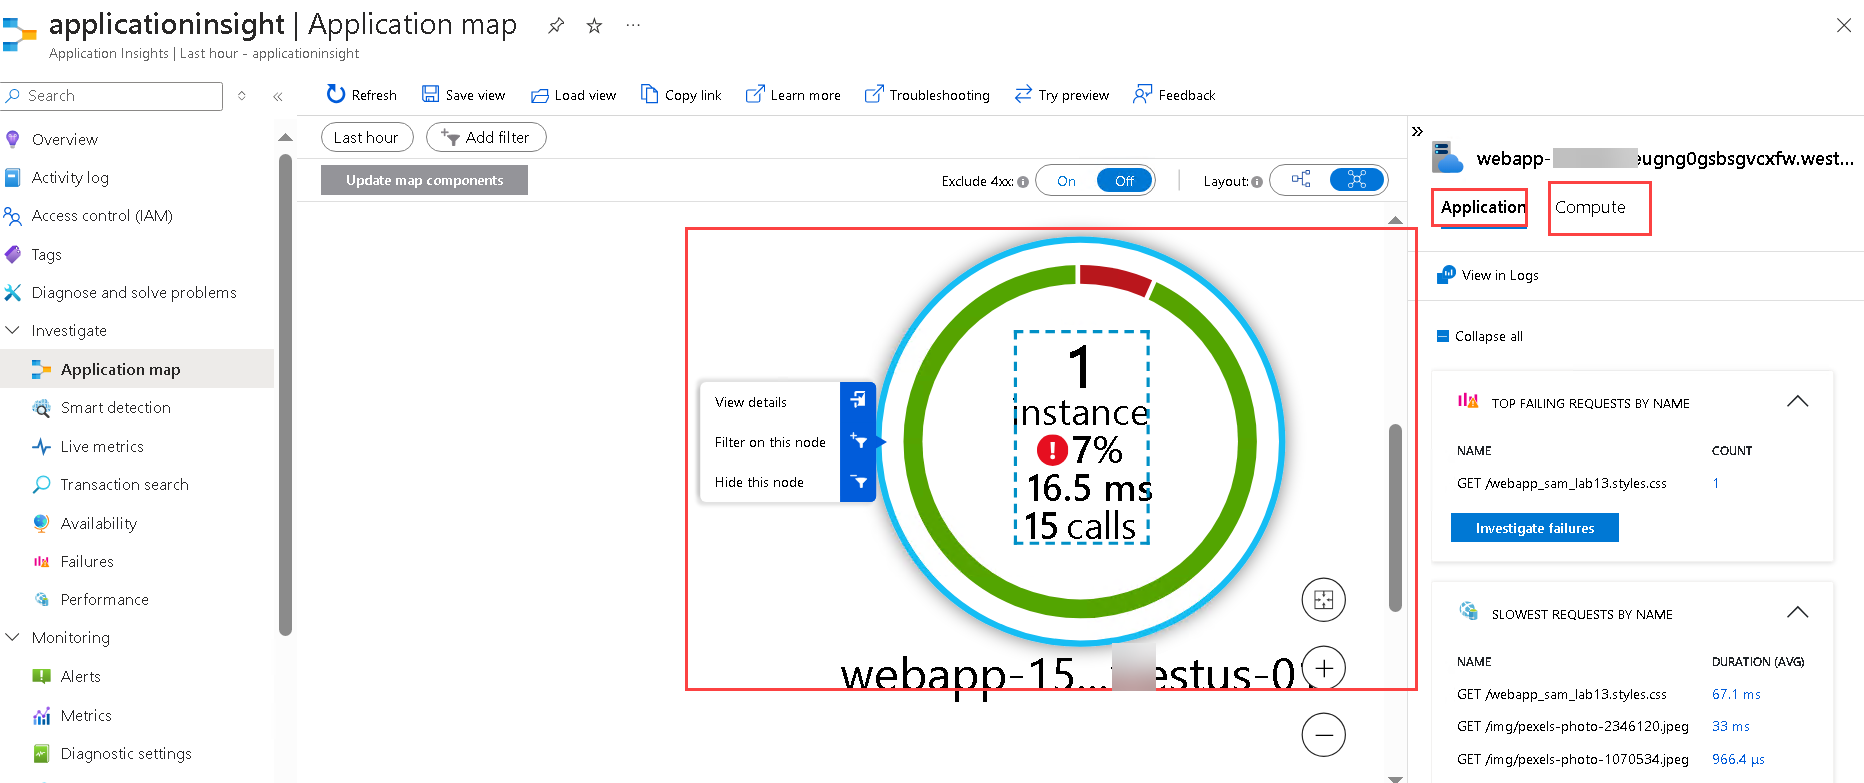 applicationinsight | Application map
Application Insights | Last hour - applicationinsight
Search
Refresh
Save view
Load view
Copy link
Learn more
Troubleshooting
Try preview
Feedback
Overview
Activity log
Access control (IAM)
Tags
Diagnose and solve problems
Investigate
Application map
Smart detection
Live metrics
Transaction search
Availability
Failures
Performance
Monitoring
Alerts
Metrics
Diagnostic settings
Last hour
Add filter
Update map components
Exclude 4xx:
On
Off
Layout:
View details
Filter on this node
Hide this node
1
instance
7%
16.5 ms
15 calls
webapp-15...
estus-0
webapp-
eugng0gsbsgvcxfw.west...
Application
Compute
View in Logs
Collapse all
TOP FAILING REQUESTS BY NAME
NAME COUNT
GET /webapp_sam_lab13.styles.css 1
Investigate failures
SLOWEST REQUESTS BY NAME
NAME DURATION (AVG)
GET /webapp_sam_lab13.styles.css 67.1 ms
GET /img/pexels-photo-2346120.jpeg 33 ms
GET /img/pexels-photo-1070534.jpeg 966.4 µs